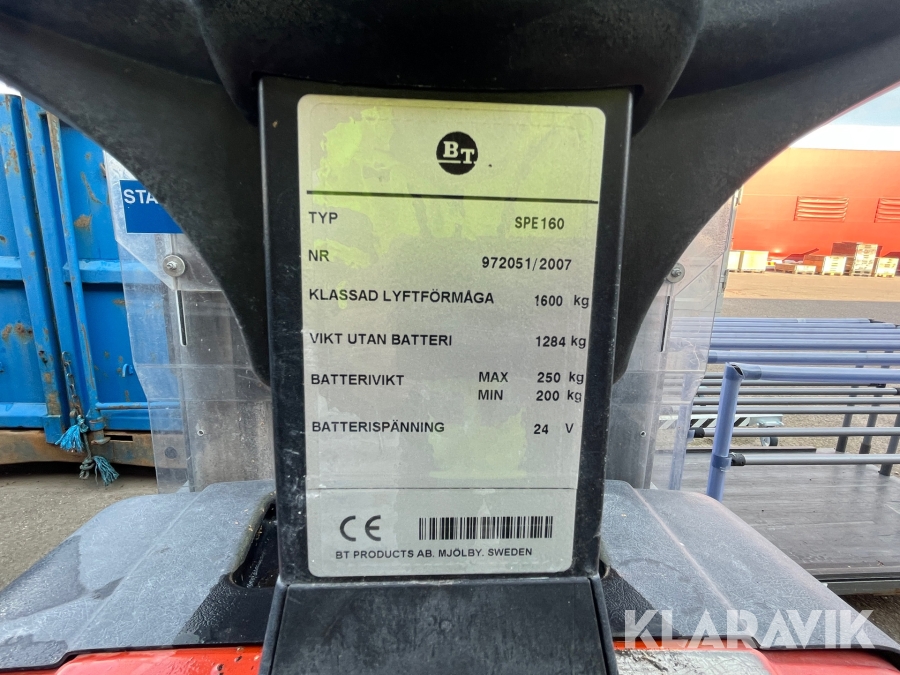 BT
STA
TYP SPE160
NR 972051/2007
KLASSAD LYFTFÖRMÅGA 1600 kg
VIKT UTAN BATTERI 1284 kg
BATTERIVIKT MAX 250 kg
MIN 200 kg
BATTERISPÄNNING 24 V
CE
BT PRODUCTS AB. MJÖLBY. SWEDEN
KLARAVIK